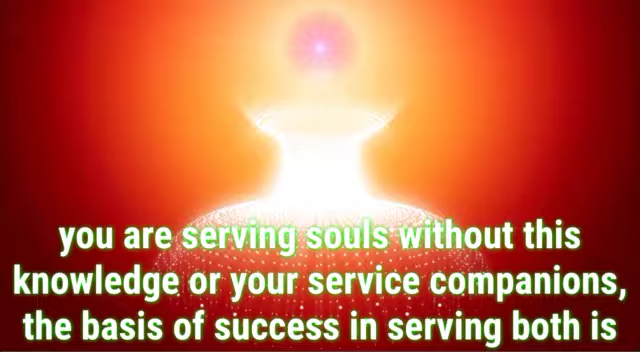 you are serving souls without this
knowledge or your service companions,
the basis of success in serving both is